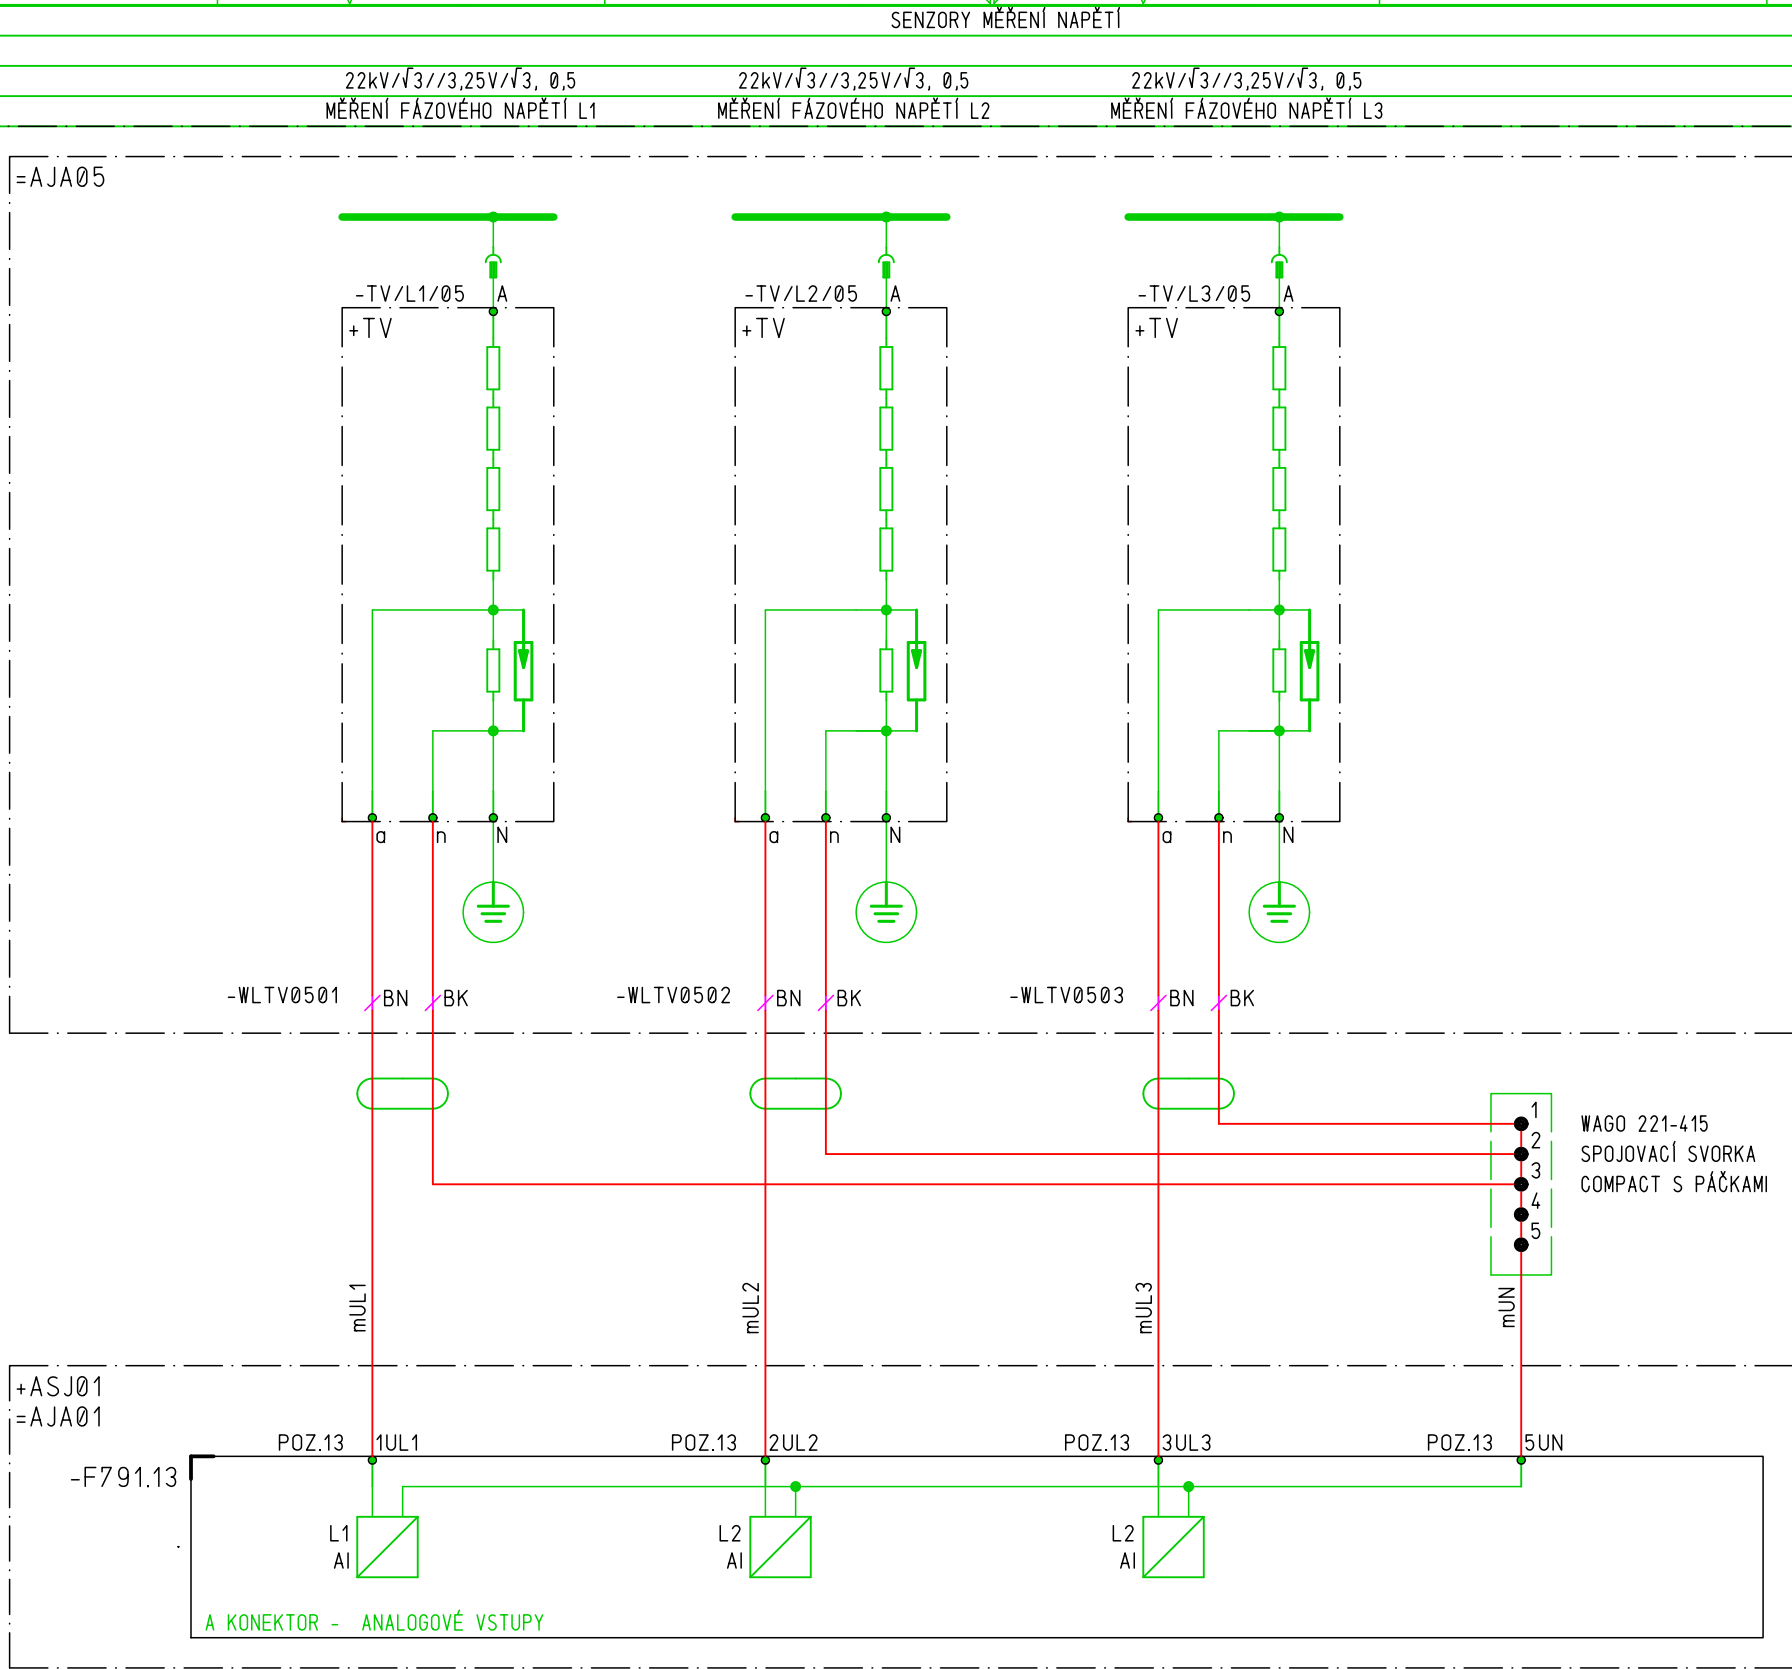 SENZORY MĚŘENÍ NAPĚTÍ
22kV/√3//3,25V/√3, 0,5 22kV/√3//3,25V/√3, 0,5 22kV/√3//3,25V/√3, 0,5
MĚŘENÍ FÁZOVÉHO NAPĚTÍ L1 MĚŘENÍ FÁZOVÉHO NAPĚTÍ L2 MĚŘENÍ FÁZOVÉHO NAPĚTÍ L3
=AJA05
-TV/L1/05 A -TV/L2/05 A -TV/L3/05 A
+TV +TV +TV
a n N a n N a n N
-WLTV0501 BN BK -WLTV0502 BN BK -WLTV0503 BN BK
1 WAGO 221-415
2 SPOJOVACÍ SVORKA
3 COMPACT S PÁČKAMI
4
5
mUL1 mUL2 mUL3 mUN
+ASJ01
=AJA01
POZ.13 1UL1 POZ.13 2UL2 POZ.13 3UL3 POZ.13 5UN
-F791.13
L1 L2 L2
AI AI AI
A KONEKTOR - ANALOGOVÉ VSTUPY